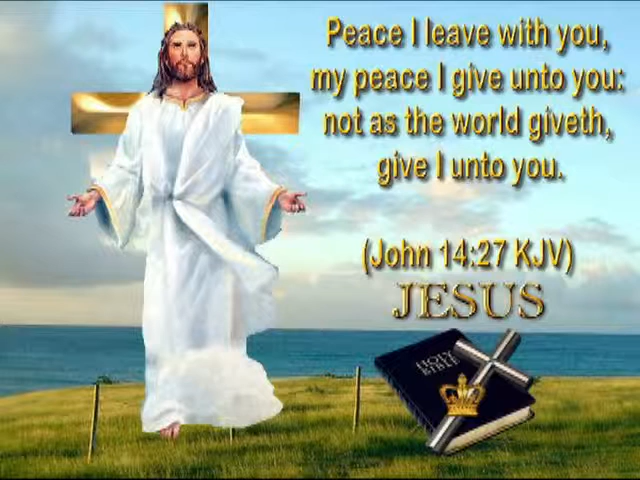 Peace I leave with you,
my peace I give unto you:
not as the world giveth,
give I unto you.
(John 14:27 KJV)
JESUS
HOLY
BIBLE